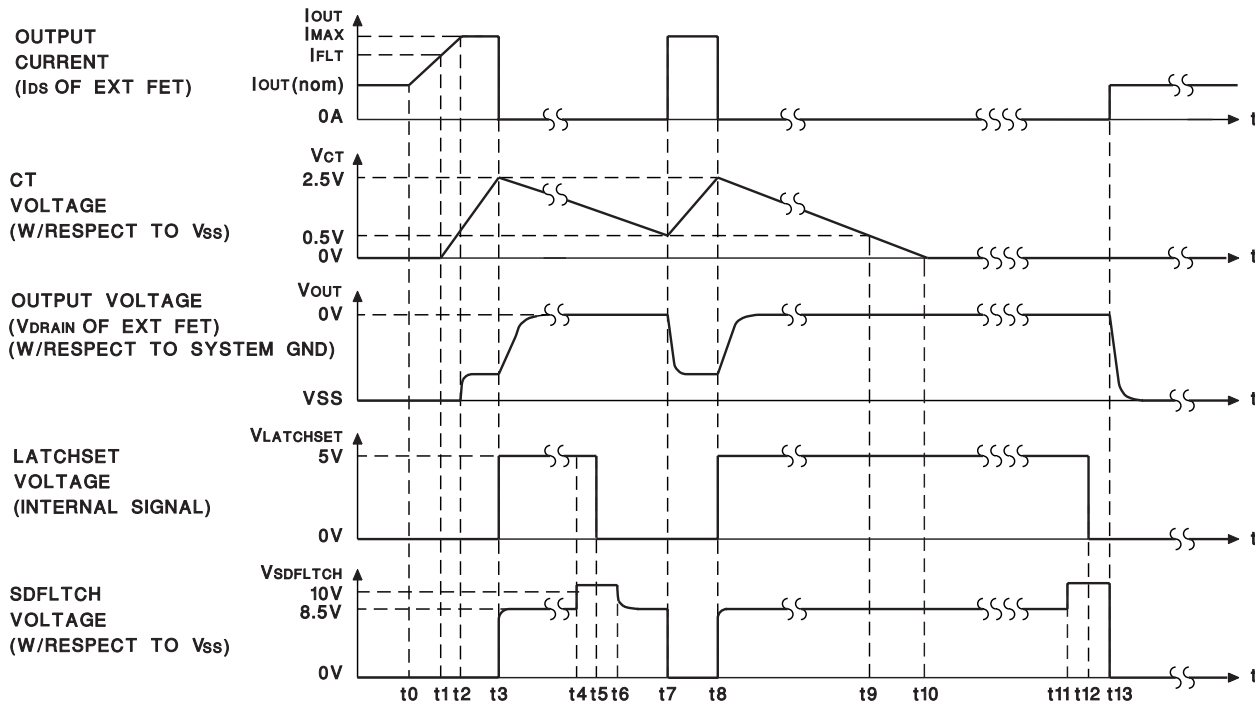 IOUT
IMAX
IFLT
IOUT(nom)
0A
OUTPUT
CURRENT
(IDS OF EXT FET)
t
VCT
2.5V
0.5V
0V
CT
VOLTAGE
(W/RESPECT TO VSS)
t
OUTPUT VOLTAGE
(VDRAIN OF EXT FET)
(W/RESPECT TO SYSTEM GND)
VOUT
0V
VSS
t
LATCHSET
VOLTAGE
(INTERNAL SIGNAL)
VLATCHSET
5V
0V
t
SDFLTCH
VOLTAGE
(W/RESPECT TO VSS)
VSDFLTCH
10V
8.5V
0V
t
t0 t1 t2 t3 t4 t5 t6 t7 t8 t9 t10 t11 t12 t13